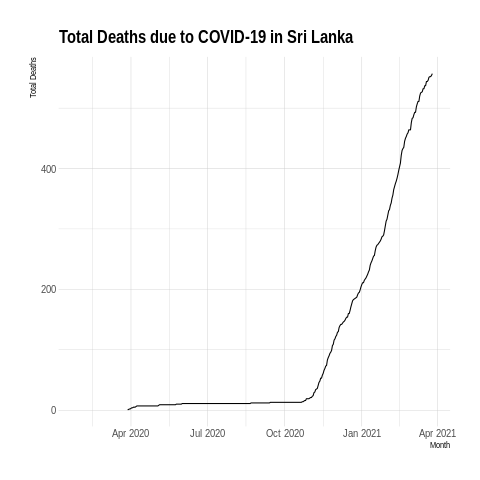 Total Deaths due to COVID-19 in Sri Lanka
Total Deaths
400
200
0
Apr 2020
Jul 2020
Oct 2020
Jan 2021
Apr 2021
Month